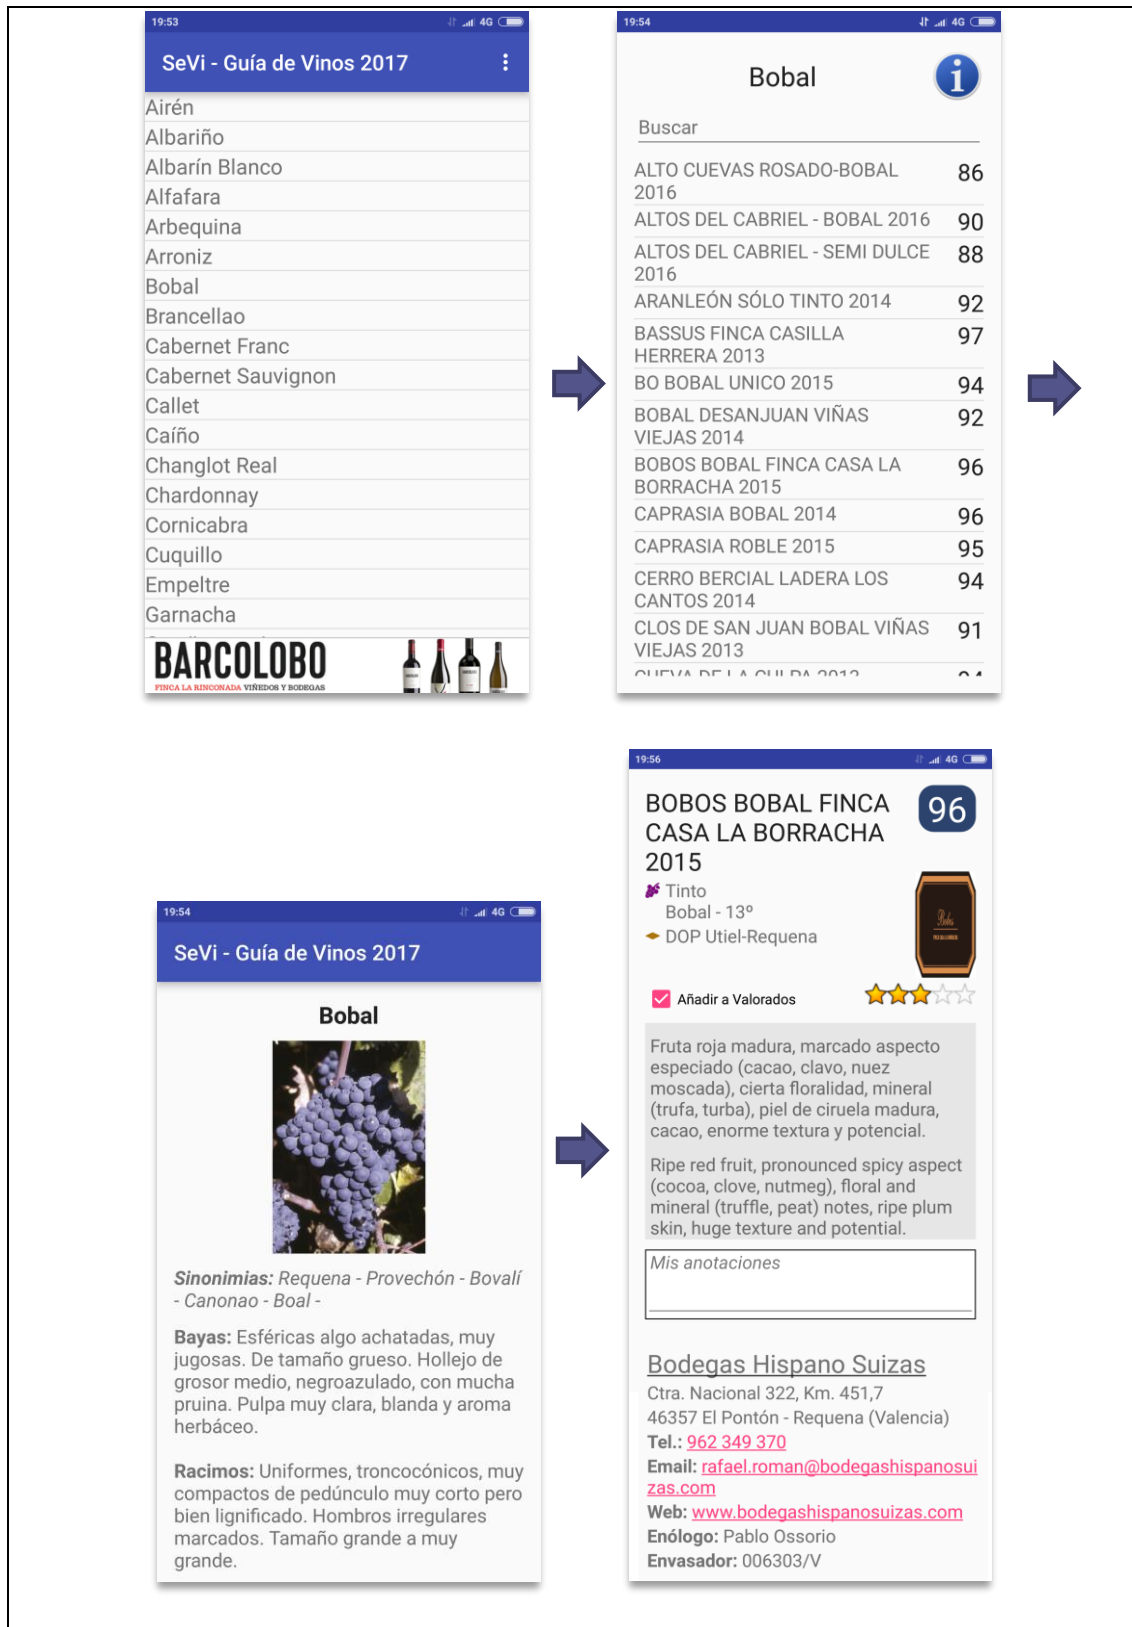 19:53
4G
SeVi - Guía de Vinos 2017
Airén
Albariño
Albarín Blanco
Alfafara
Arbequina
Arroniz
Bobal
Brancellao
Cabernet Franc
Cabernet Sauvignon
Callet
Caíño
Changlot Real
Chardonnay
Cornicabra
Cuquillo
Empeltre
Garnacha
BARCOLOBO
FINCA LA RINCONADA VIÑEDOS Y BODEGAS
19:54
4G
Bobal
i
Buscar
ALTO CUEVAS ROSADO-BOBAL 86
2016
ALTOS DEL CABRIEL - BOBAL 2016 90
ALTOS DEL CABRIEL - SEMI DULCE 88
2016
ARANLEÓN SÓLO TINTO 2014 92
BASSUS FINCA CASILLA 97
HERRERA 2013
BO BOBAL UNICO 2015 94
BOBAL DESANJUAN VIÑAS 92
VIEJAS 2014
BOBOS BOBAL FINCA CASA LA 96
BORRACHA 2015
CAPRASIA BOBAL 2014 96
CAPRASIA ROBLE 2015 95
CERRO BERCIAL LADERA LOS 94
CANTOS 2014
CLOS DE SAN JUAN BOBAL VIÑAS 91
VIEJAS 2013
CUEVA DE LA CULPA 2013 94
19:54
4G
SeVi - Guía de Vinos 2017
Bobal
Sinonimias: Requena - Provechón - Bovalí
- Canonao - Boal -
Bayas: Esféricas algo achatadas, muy
jugosas. De tamaño grueso. Hollejo de
grosor medio, negroazulado, con mucha
pruina. Pulpa muy clara, blanda y aroma
herbáceo.
Racimos: Uniformes, troncocónicos, muy
compactos de pedúnculo muy corto pero
bien lignificado. Hombros irregulares
marcados. Tamaño grande a muy
grande.
19:56
4G
BOBOS BOBAL FINCA 96
CASA LA BORRACHA
2015
Tinto
Bobal - 13º
DOP Utiel-Requena
Bobos
Añadir a Valorados
Fruta roja madura, marcado aspecto
especiado (cacao, clavo, nuez
moscada), cierta floralidad, mineral
(trufa, turba), piel de ciruela madura,
cacao, enorme textura y potencial.
Ripe red fruit, pronounced spicy aspect
(cocoa, clove, nutmeg), floral and
mineral (truffle, peat) notes, ripe plum
skin, huge texture and potential.
Mis anotaciones
Bodegas Hispano Suizas
Ctra. Nacional 322, Km. 451,7
46357 El Pontón - Requena (Valencia)
Tel.: 962 349 370
Email: rafael.roman@bodegashispanosui
zas.com
Web: www.bodegashispanosuizas.com
Enólogo: Pablo Ossorio
Envasador: 006303/V